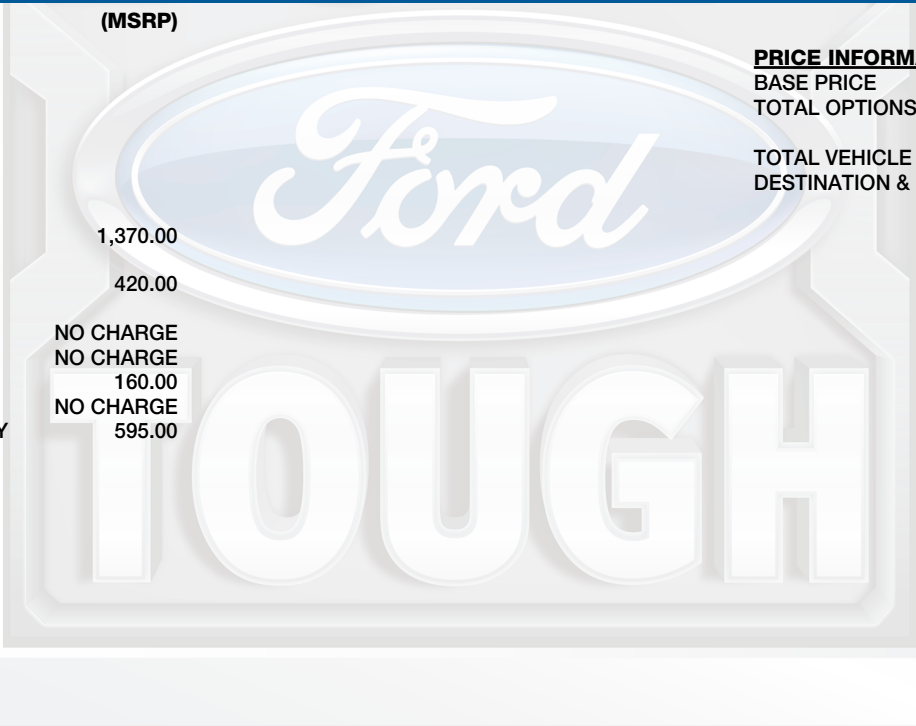 (MSRP)
1,370.00
420.00
NO CHARGE
NO CHARGE
160.00
NO CHARGE
Y 595.00
PRICE INFORMA
BASE PRICE
TOTAL OPTIONS
TOTAL VEHICLE
DESTINATION &
Ford
TOUGH